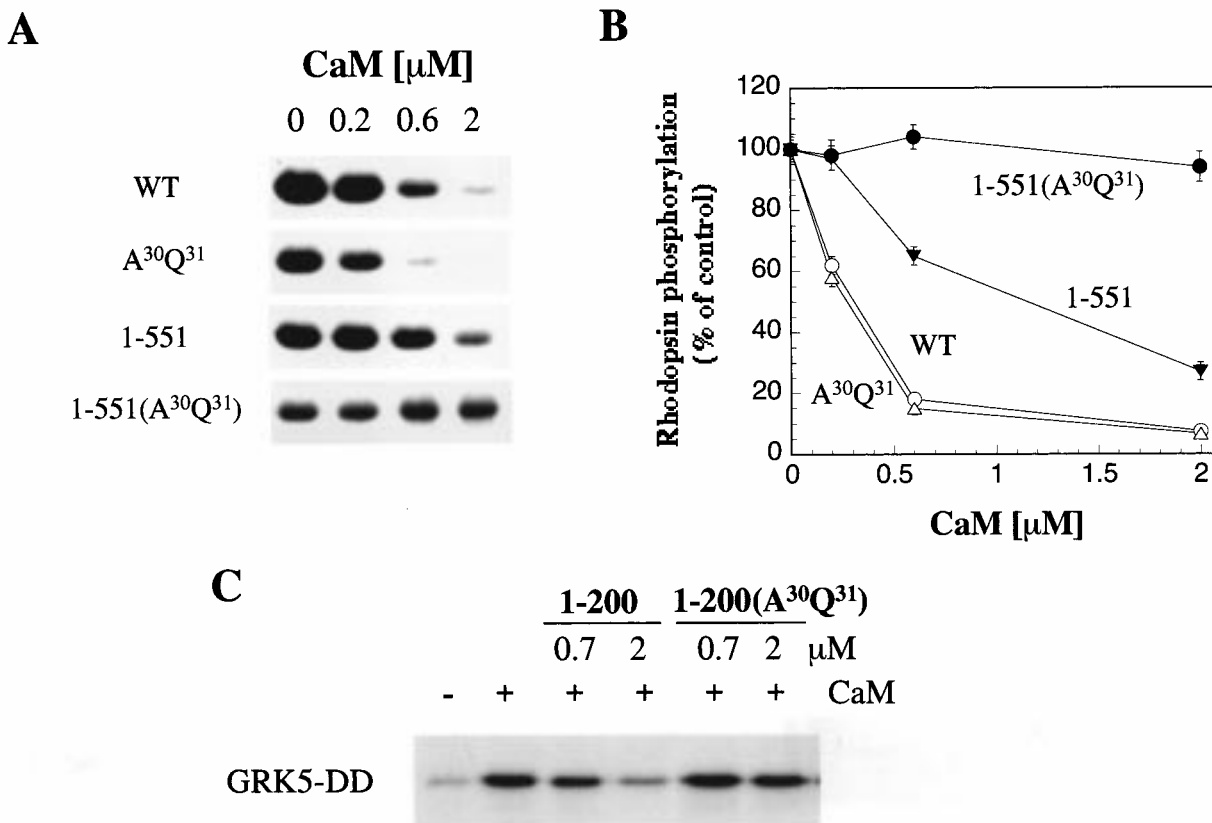 A
CaM [μM]
0 0.2 0.6 2
WT
A³⁰Q³¹
1-551
1-551(A³⁰Q³¹)
B
Rhodopsin phosphorylation
(% of control)
120
100
80
60
40
20
0
1-551(A³⁰Q³¹)
1-551
WT
A³⁰Q³¹
0 0.5 1 1.5 2
CaM [μM]
C
1-200 1-200(A³⁰Q³¹)
0.7 2 0.7 2 μM
- + + + + + CaM
GRK5-DD